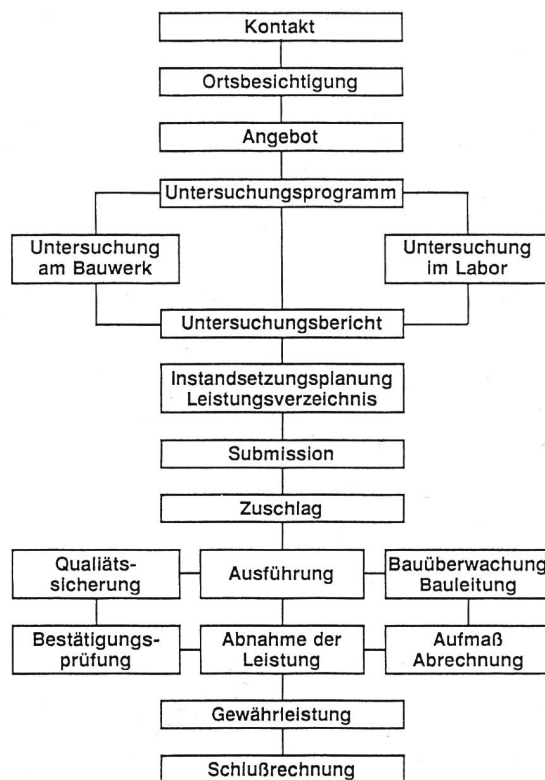 Kontakt
Ortsbesichtigung
Angebot
Untersuchungsprogramm
Untersuchung
am Bauwerk
Untersuchung
im Labor
Untersuchungsbericht
Instandsetzungsplanung
Leistungsverzeichnis
Submission
Zuschlag
Qualiäts-
sicherung
Ausführung
Bauüberwachung
Bauleitung
Bestätigungs-
prüfung
Abnahme der
Leistung
Aufmaß
Abrechnung
Gewährleistung
Schlußrechnung